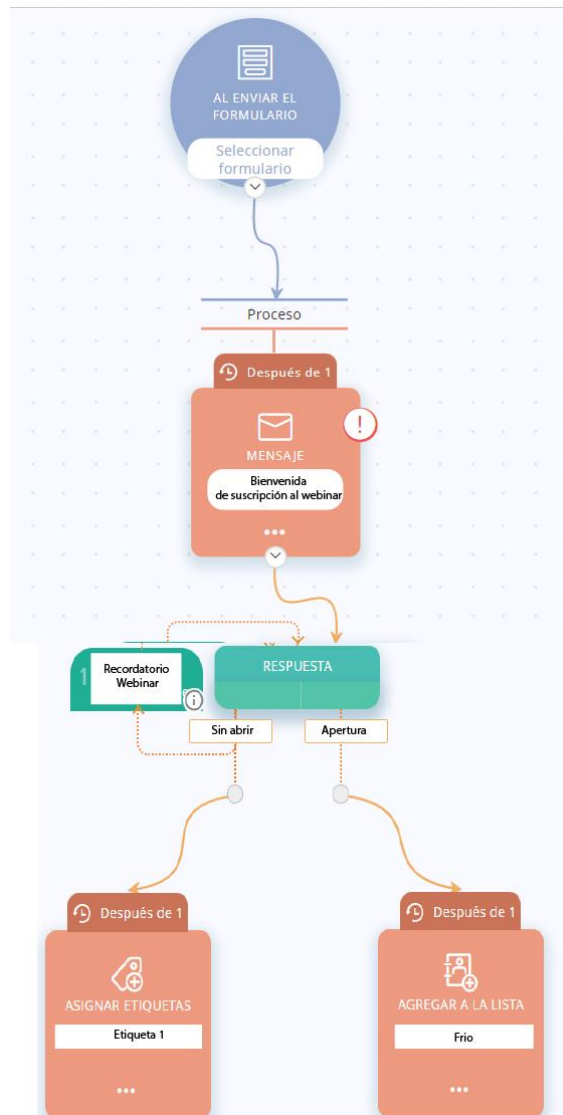 AL ENVIAR EL
FORMULARIO
Seleccionar
formulario
Proceso
Después de 1
!
MENSAJE
Bienvenida
de suscripción al webinar
1
Recordatorio
Webinar
i
RESPUESTA
Sin abrir
Apertura
Después de 1
ASIGNAR ETIQUETAS
Etiqueta 1
Después de 1
AGREGAR A LA LISTA
Frio